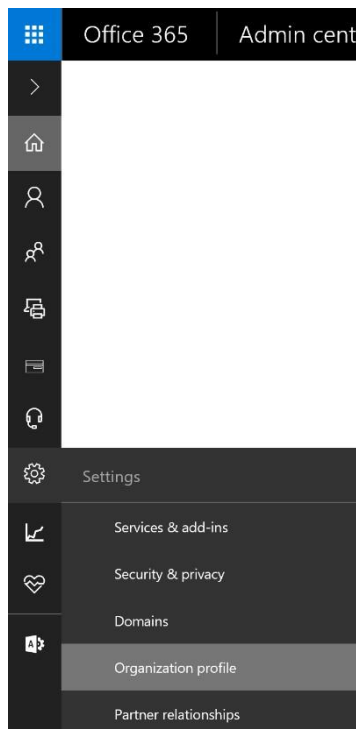 Office 365 Admin cent
Settings
Services & add-ins
Security & privacy
Domains
Organization profile
Partner relationships
A